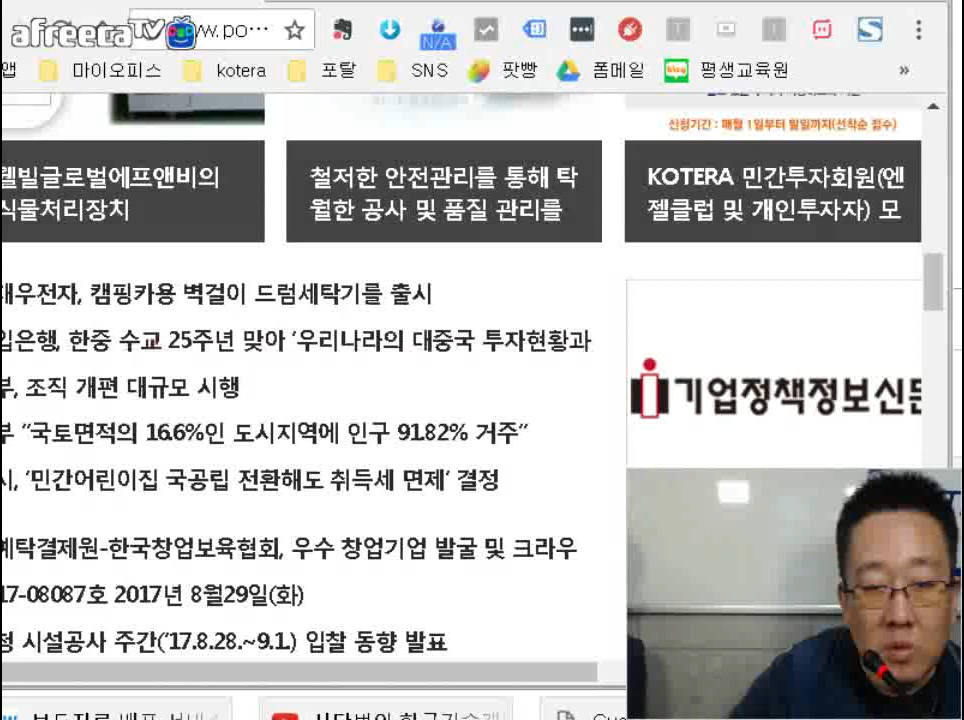 afreecaTV
w.po…
N/A
앱 마이오피스 kotera 포탈 SNS 팟빵 폼메일 blog 평생교육원 »
신청기간 : 매월 1일부터 말일까지(선착순 접수)
웰빌글로벌에프앤비의
식물처리장치
철저한 안전관리를 통해 탁
월한 공사 및 품질 관리를
KOTERA 민간투자회원(엔
젤클럽 및 개인투자자) 모
대우전자, 캠핑카용 벽걸이 드럼세탁기를 출시
입은행, 한중 수교 25주년 맞아 '우리나라의 대중국 투자현황과
부, 조직 개편 대규모 시행
부 "국토면적의 16.6%인 도시지역에 인구 91.82% 거주"
시, '민간어린이집 국공립 전환해도 취득세 면제' 결정
예탁결제원-한국창업보육협회, 우수 창업기업 발굴 및 크라우
17-08087호 2017년 8월29일(화)
청 시설공사 주간('17.8.28.~9.1.) 입찰 동향 발표
기업정책정보신문